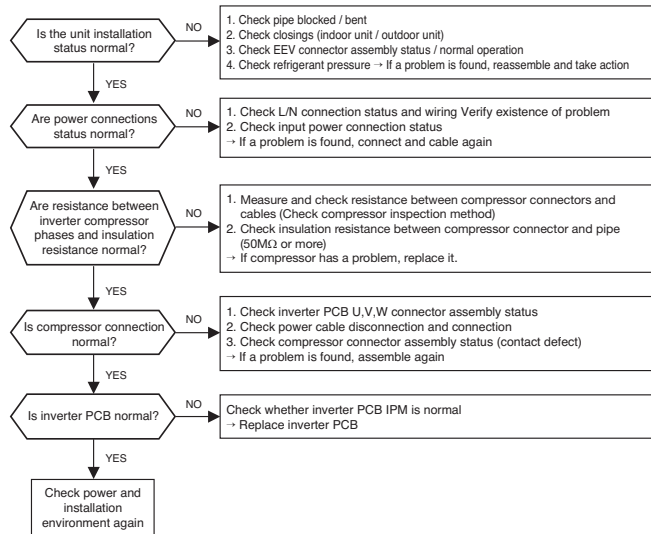 Is the unit installation
status normal?
NO
1. Check pipe blocked / bent
2. Check closings (indoor unit / outdoor unit)
3. Check EEV connector assembly status / normal operation
4. Check refrigerant pressure → If a problem is found, reassemble and take action
YES
Are power connections
status normal?
NO
1. Check L/N connection status and wiring Verify existence of problem
2. Check input power connection status
→ If a problem is found, connect and cable again
YES
Are resistance between
inverter compressor
phases and insulation
resistance normal?
NO
1. Measure and check resistance between compressor connectors and
cables (Check compressor inspection method)
2. Check insulation resistance between compressor connector and pipe
(50MΩ or more)
→ If compressor has a problem, replace it.
YES
Is compressor connection
normal?
NO
1. Check inverter PCB U,V,W connector assembly status
2. Check power cable disconnection and connection
3. Check compressor connector assembly status (contact defect)
→ If a problem is found, assemble again
YES
Is inverter PCB normal?
NO
Check whether inverter PCB IPM is normal
→ Replace inverter PCB
YES
Check power and
installation
environment again